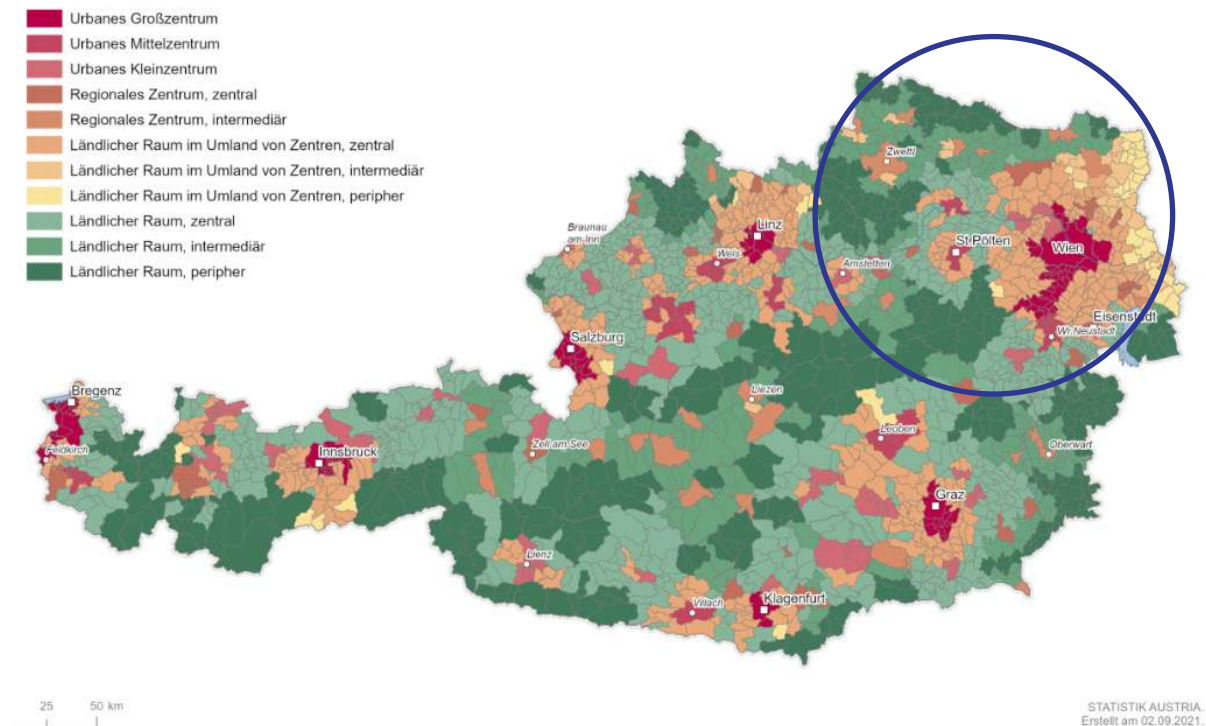 Urbanes Großzentrum
Urbanes Mittelzentrum
Urbanes Kleinzentrum
Regionales Zentrum, zentral
Regionales Zentrum, intermediär
Ländlicher Raum im Umland von Zentren, zentral
Ländlicher Raum im Umland von Zentren, intermediär
Ländlicher Raum im Umland von Zentren, peripher
Ländlicher Raum, zentral
Ländlicher Raum, intermediär
Ländlicher Raum, peripher
Zwettl
Braunau
am Inn
Linz
Wels
Amstetten
St.Pölten
Wien
Eisenstadt
Wr.Neustadt
Salzburg
Bregenz
Feldkirch
Innsbruck
Zell am See
Liezen
Leoben
Oberwart
Graz
Lienz
Villach
Klagenfurt
25 50 km
STATISTIK AUSTRIA.
Erstellt am 02.09.2021.